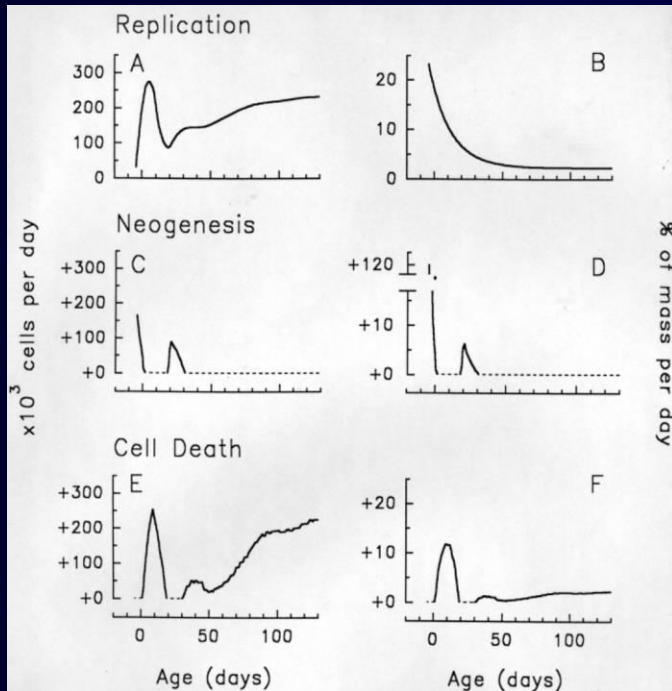 Replication
A
300
200
100
0
B
20
10
0
Neogenesis
C
+300
+200
+100
+0
D
+120
+10
+0
Cell Death
E
+300
+200
+100
+0
F
+20
+10
+0
0 50 100
0 50 100
Age (days)
Age (days)
x10³ cells per day
% of mass per day